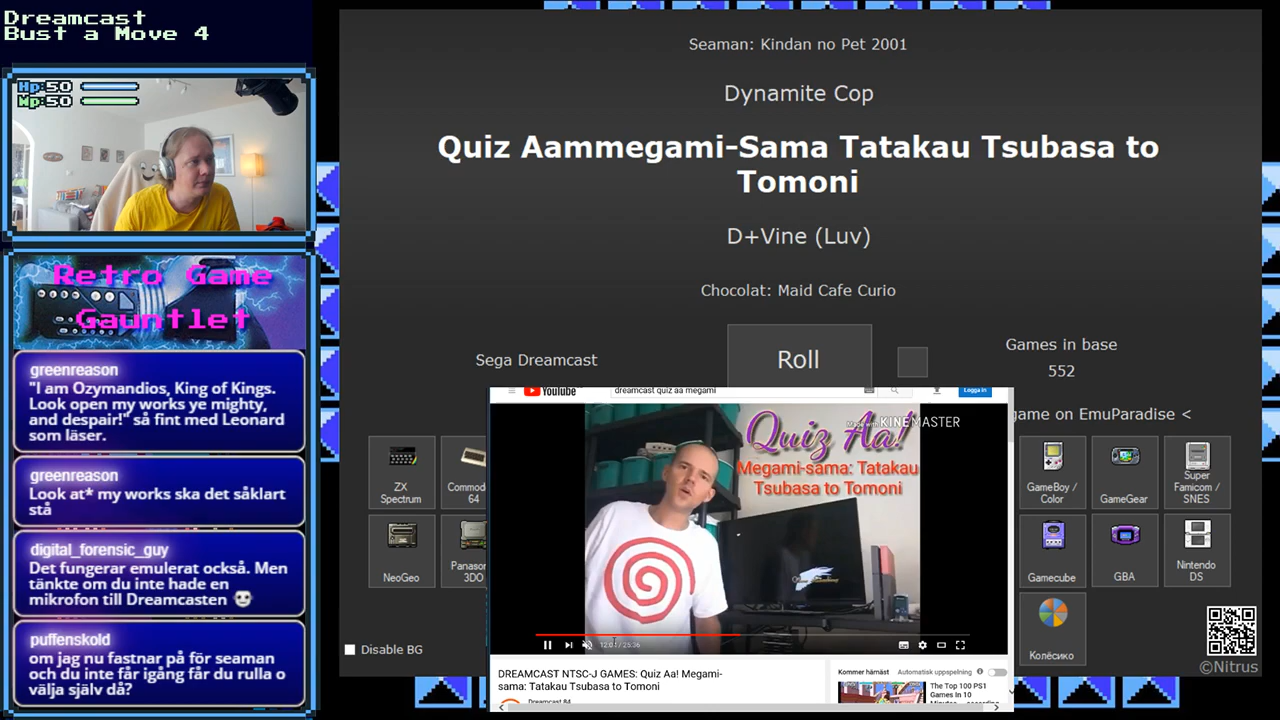 Dreamcast
Bust a Move 4
Hp:50
Mp:50
Retro Game
Gauntlet
greenreason
"I am Ozymandios, King of Kings.
Look open my works ye mighty,
and despair!" så fint med Leonard
som läser.
greenreason
Look at* my works ska det såklart
stå
digital_forensic_guy
Det fungerar emulerat också. Men
tänkte om du inte hade en
mikrofon till Dreamcasten
puffenskold
om jag nu fastnar på för seaman
och du inte får igång får du rulla o
välja själv då?
Seaman: Kindan no Pet 2001
Dynamite Cop
Quiz Aammegami-Sama Tatakau Tsubasa to
Tomoni
D+Vine (Luv)
Chocolat: Maid Cafe Curio
Sega Dreamcast
Roll
Games in base
552
game on EmuParadise <
ZX
Spectrum
Commod
64
NeoGeo
Panaso
3DO
GameBoy /
Color
GameGear
Super
Famicom /
SNES
Gamecube
GBA
Nintendo
DS
Колёсико
Disable BG
©Nitrus
YouTube
dreamcast quiz aa megami
Logga in
Made with KINEMASTER
Quiz Aa!
Megami-sama: Tatakau
Tsubasa to Tomoni
DREAMCAST NTSC-J GAMES: Quiz Aa! Megami-
sama: Tatakau Tsubasa to Tomoni
Dreamcast 84
Kommer härnäst
Automatisk uppspelning
The Top 100 PS1
Games In 10